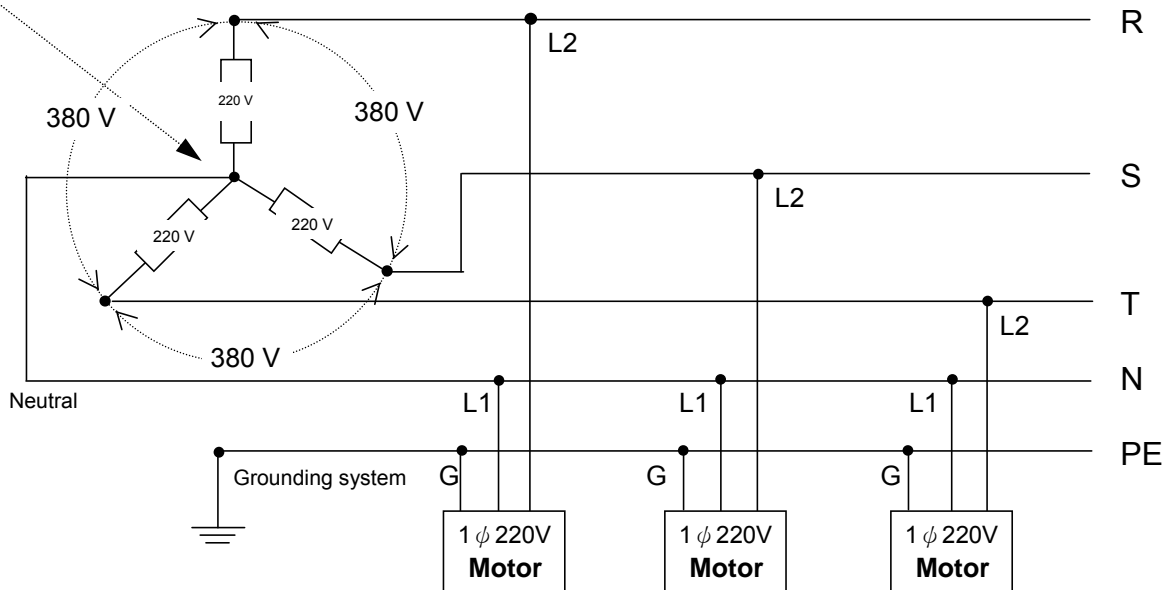 R
L2
220 V
380 V
380 V
S
L2
220 V
220 V
T
L2
380 V
N
Neutral
L1
L1
L1
PE
Grounding system
G
G
G
1 ϕ 220V
Motor
1 ϕ 220V
Motor
1 ϕ 220V
Motor